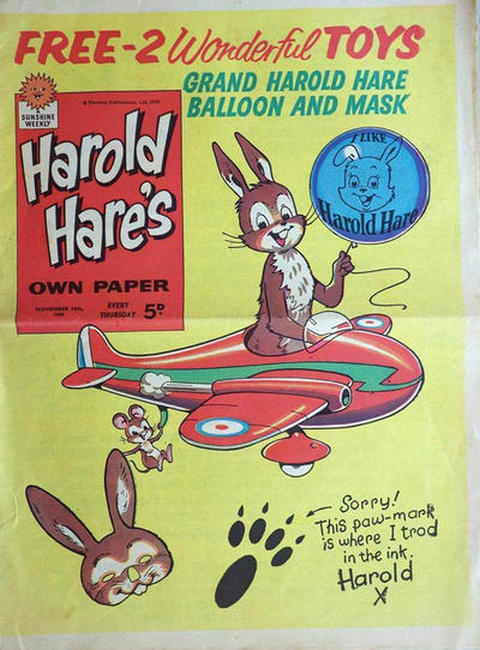 FREE-2 Wonderful TOYS
GRAND HAROLD HARE
BALLOON AND MASK
SUNSHINE
WEEKLY
Harold
Hare's
OWN PAPER
EVERY
THURSDAY 5D
I LIKE
Harold Hare
Sorry!
This paw-mark
is where I trod
in the ink.
Harold
X